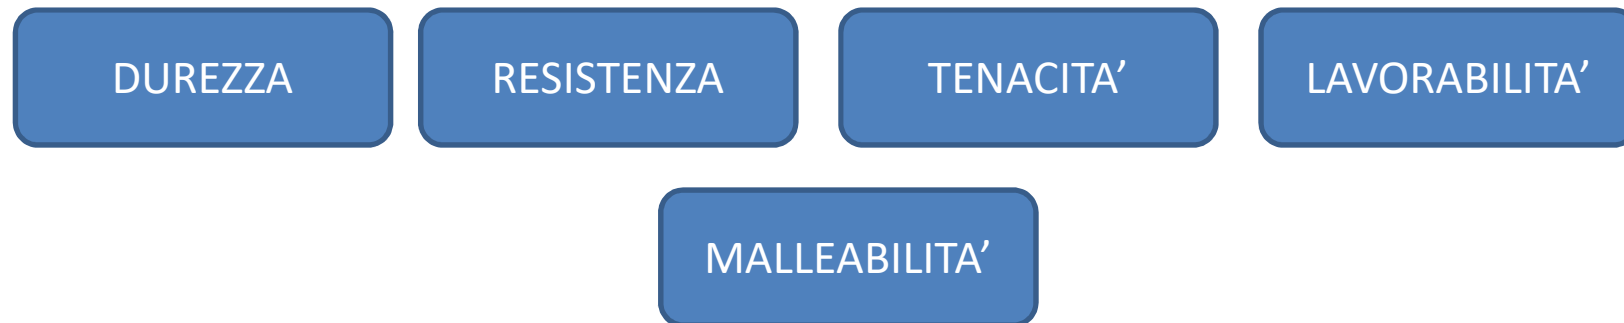 DUREZZA
RESISTENZA
TENACITA’
LAVORABILITA’
MALLEABILITA’